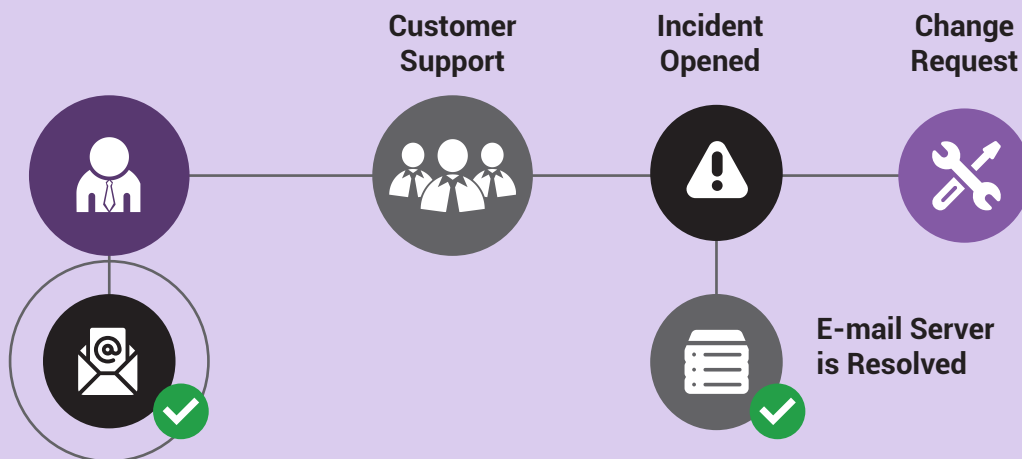 Customer
Support
Incident
Opened
Change
Request
@
E-mail Server
is Resolved